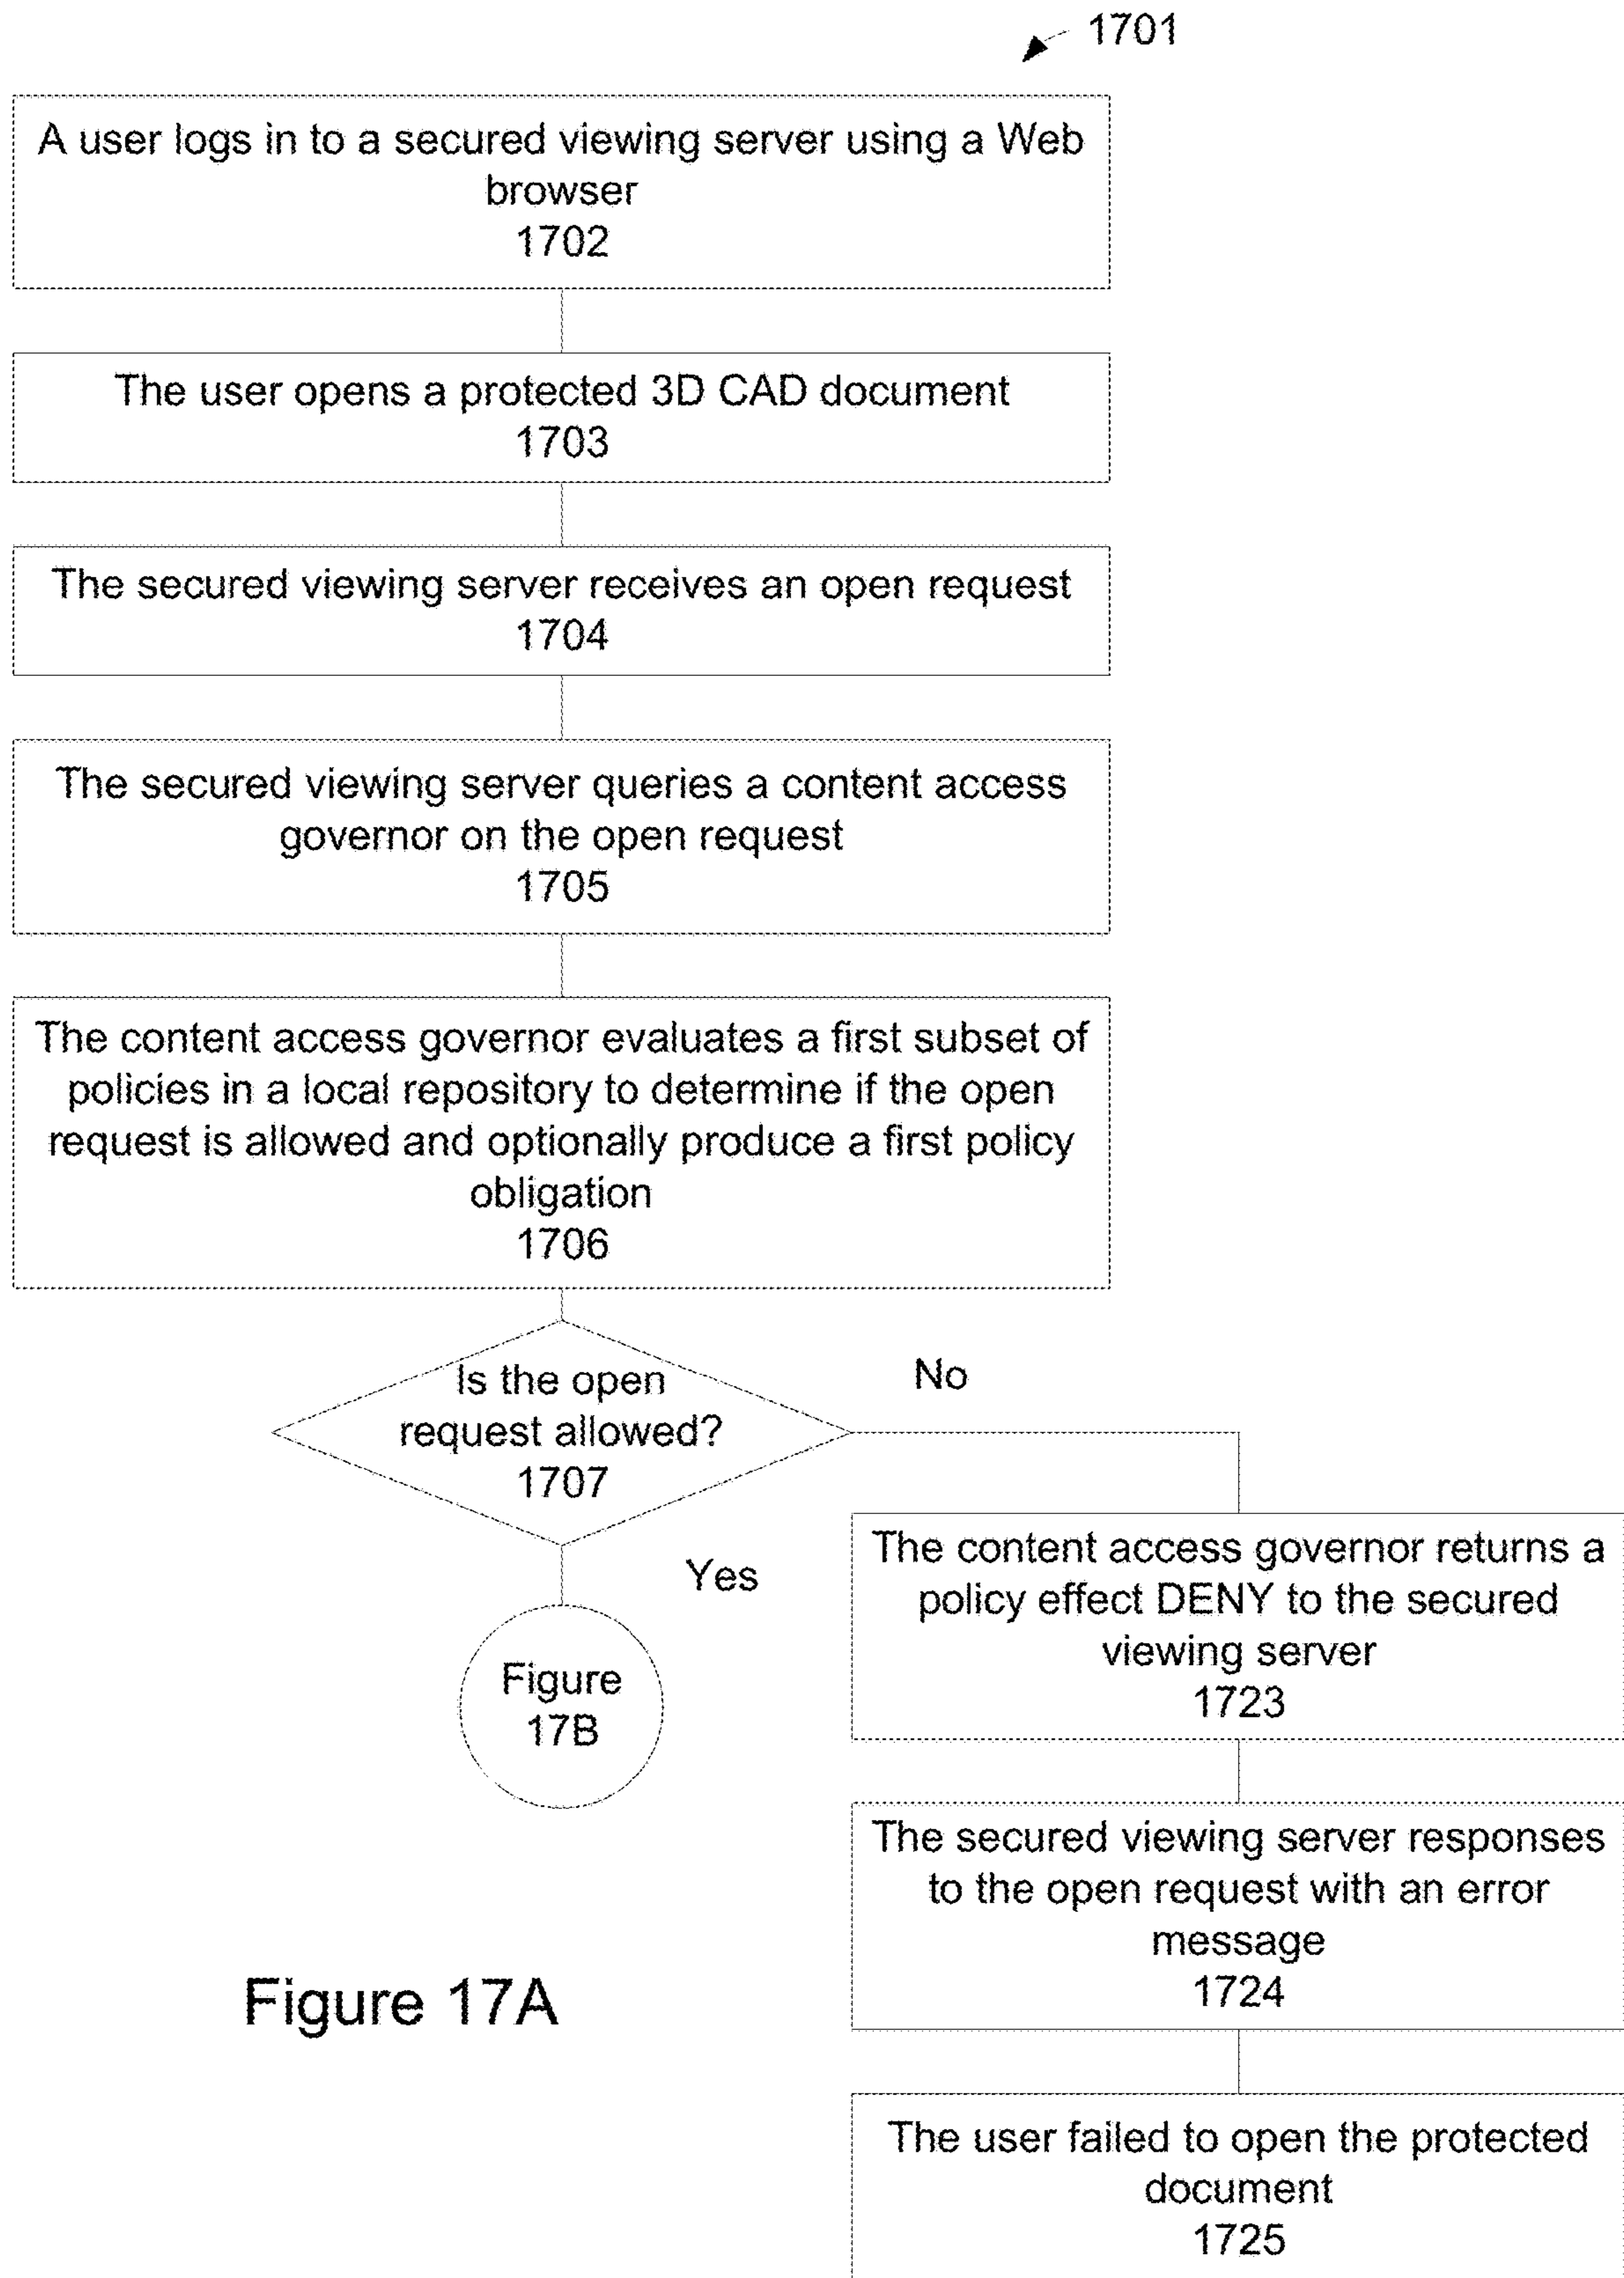 1701
A user logs in to a secured viewing server using a Web
browser
1702
The user opens a protected 3D CAD document
1703
The secured viewing server receives an open request
1704
The secured viewing server queries a content access
governor on the open request
1705
The content access governor evaluates a first subset of
policies in a local repository to determine if the open
request is allowed and optionally produce a first policy
obligation
1706
Is the open
request allowed?
1707
No
Yes
Figure
17B
The content access governor returns a
policy effect DENY to the secured
viewing server
1723
The secured viewing server responses
to the open request with an error
message
1724
The user failed to open the protected
document
1725
Figure 17A